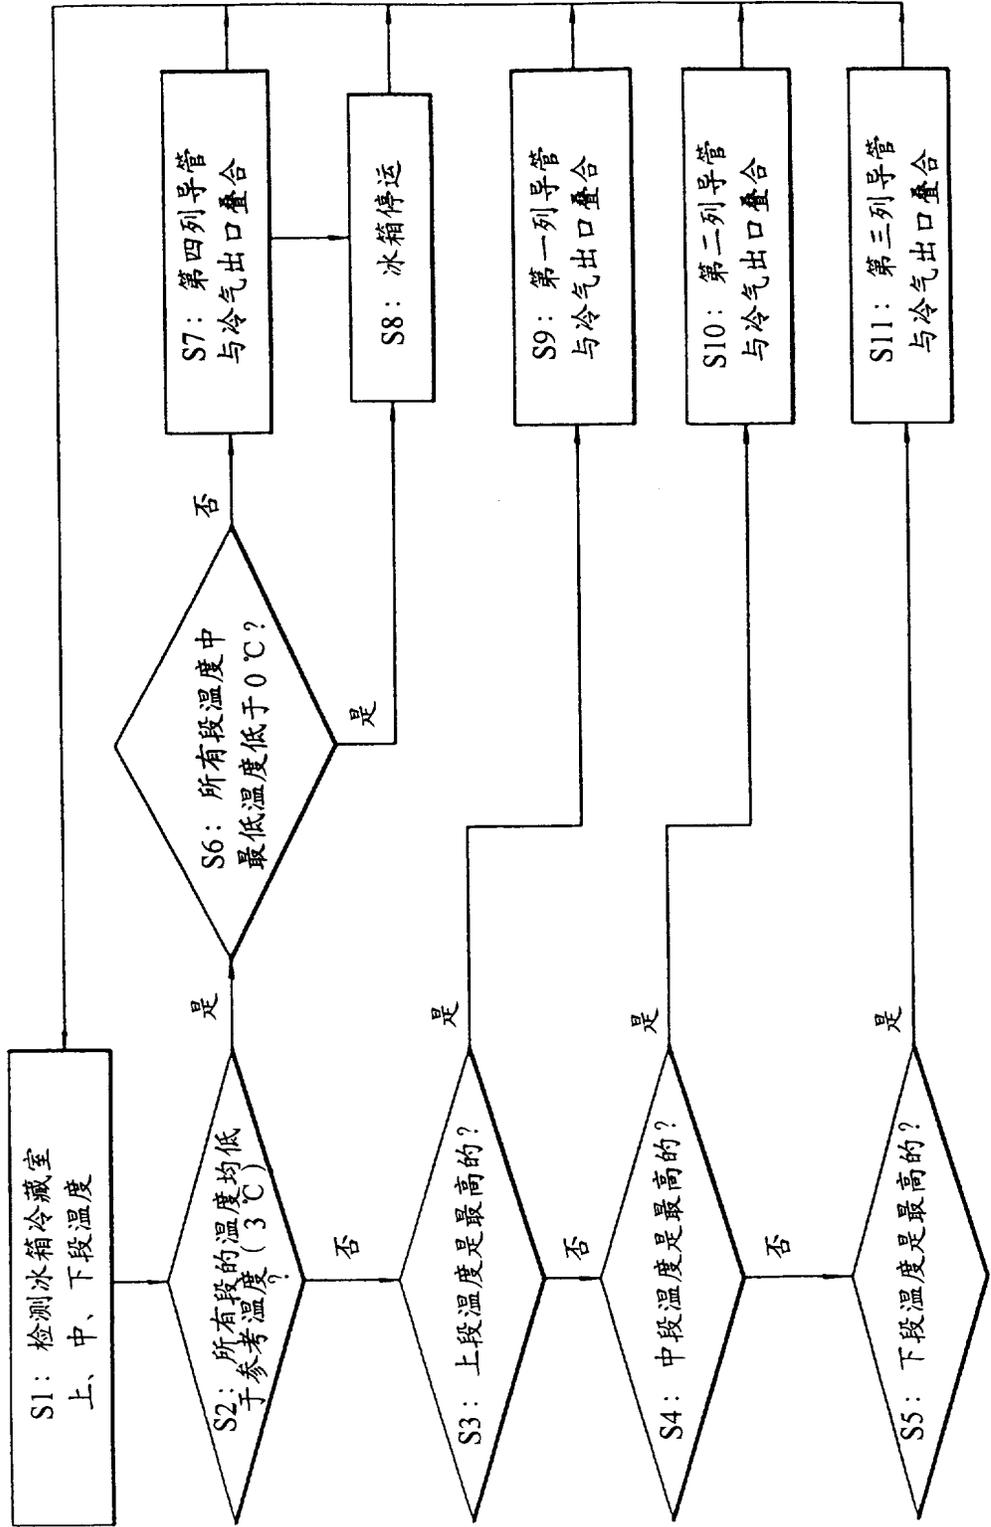 S1：检测冰箱冷藏室
上、中、下段温度
S2：所有段的温度均低
于参考温度（3℃）
？
是
否
S6：所有段温度中
最低温度低于0℃？
否
是
S7：第四列导管
与冷气出口叠合
S8：冰箱停运
S3：上段温度是最高的？
是
否
S9：第一列导管
与冷气出口叠合
S4：中段温度是最高的？
是
否
S10：第二列导管
与冷气出口叠合
S5：下段温度是最高的？
是
S11：第三列导管
与冷气出口叠合